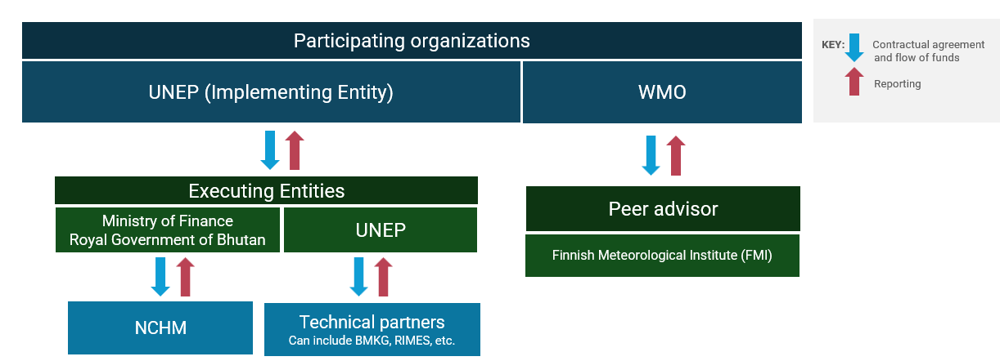 Participating organizations
KEY:
Contractual agreement
and flow of funds
Reporting
UNEP (Implementing Entity)
WMO
Executing Entities
Ministry of Finance
Royal Government of Bhutan
UNEP
Peer advisor
Finnish Meteorological Institute (FMI)
NCHM
Technical partners
Can include BMKG, RIMES, etc.